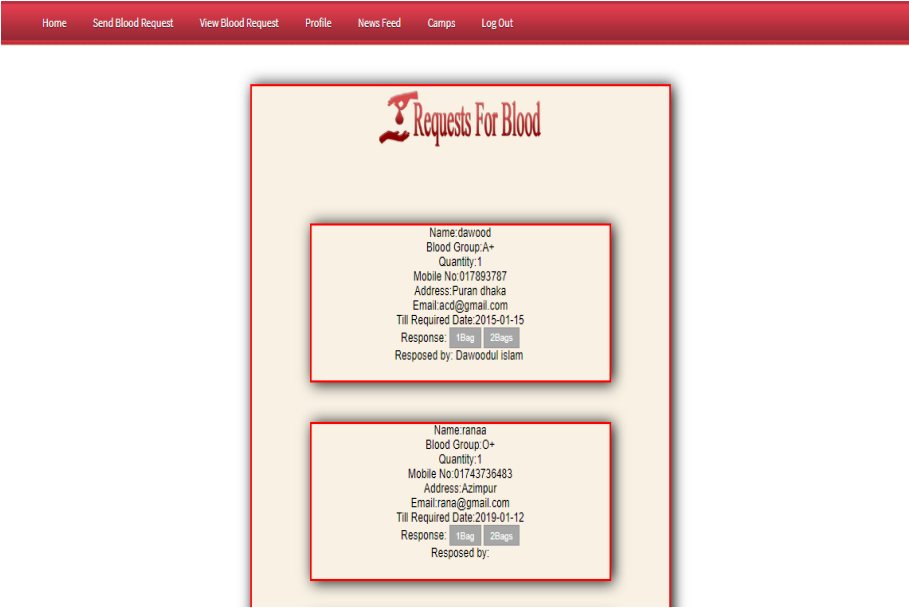 Home Send Blood Request View Blood Request Profile News Feed Camps Log Out
Requests For Blood
Name:dawood
Blood Group:A+
Quantity:1
Mobile No:017893787
Address:Puran dhaka
Email:acd@gmail.com
Till Required Date:2015-01-15
Response: 1Bag 2Bags
Resposed by: Dawoodul islam
Name:ranaa
Blood Group:O+
Quantity:1
Mobile No:01743736483
Address:Azimpur
Email:rana@gmail.com
Till Required Date:2019-01-12
Response: 1Bag 2Bags
Resposed by: